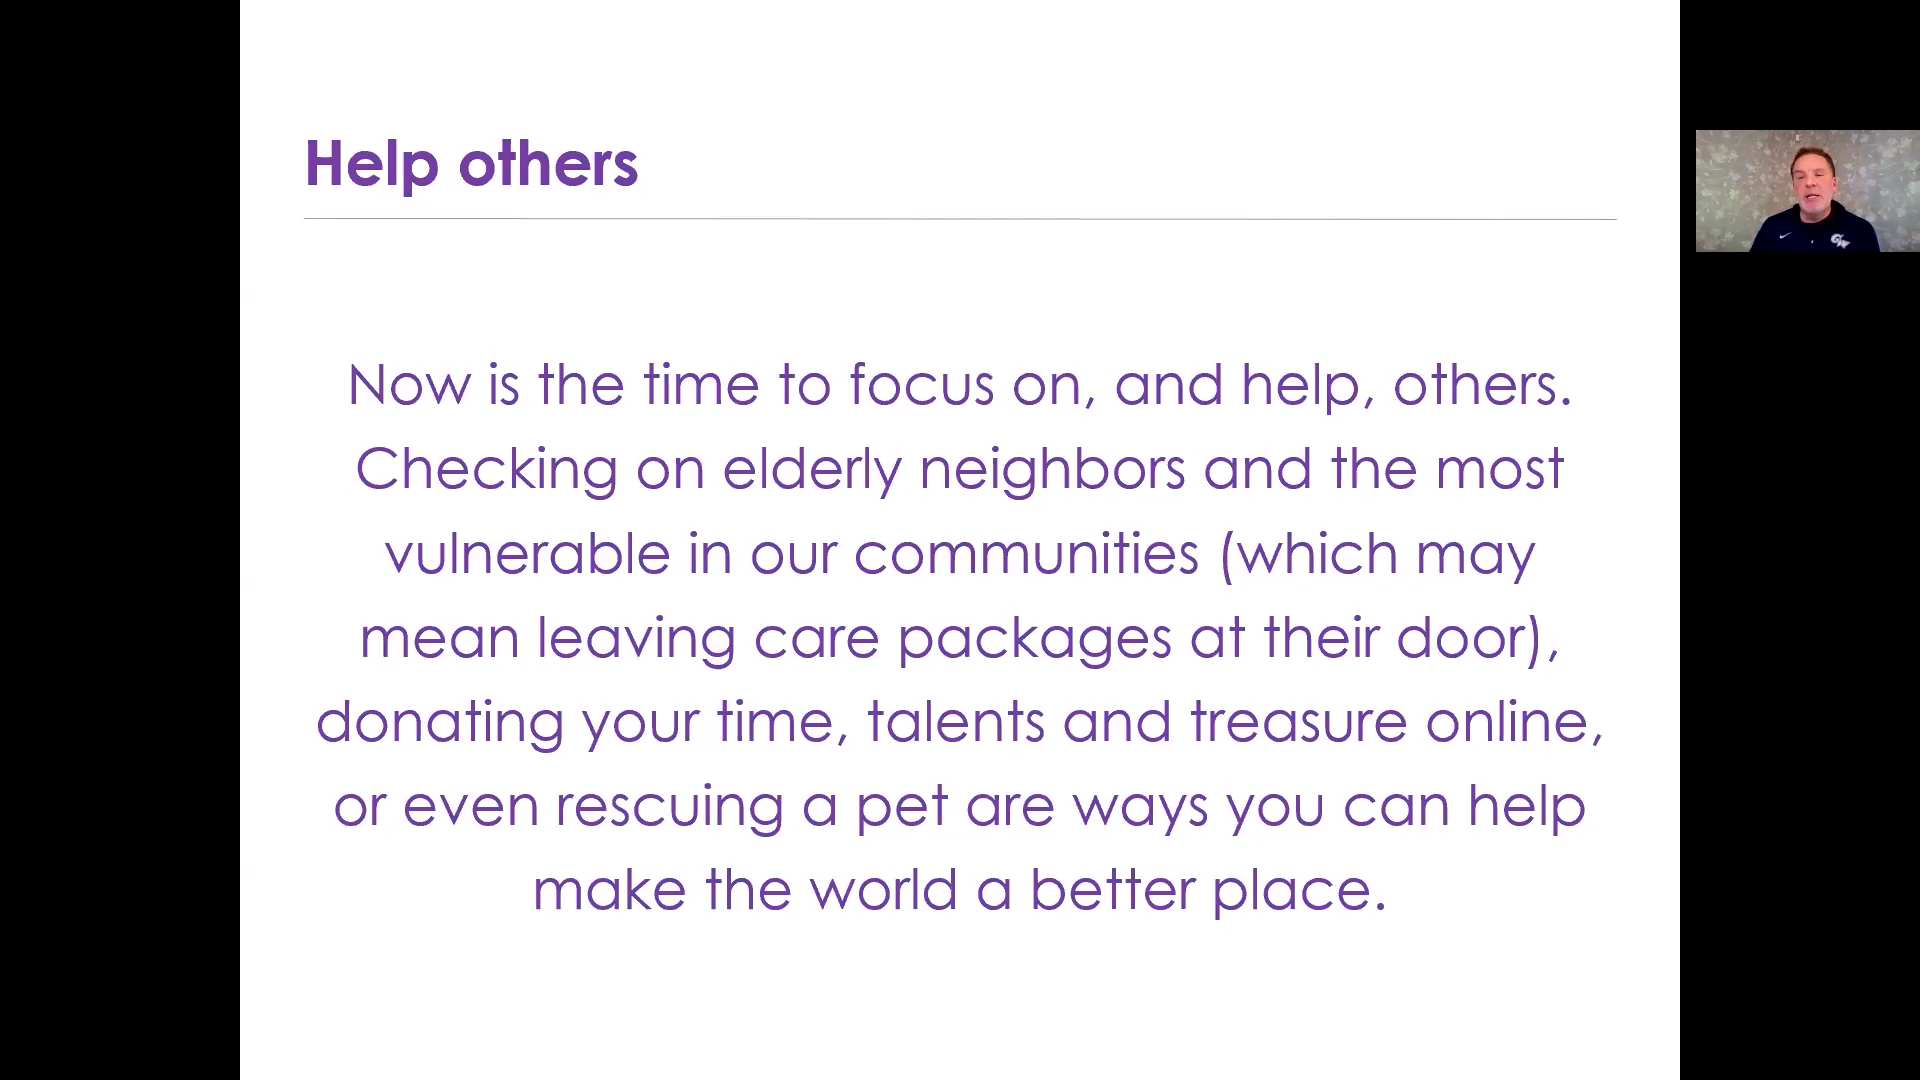 Help others
Now is the time to focus on, and help, others.
Checking on elderly neighbors and the most
vulnerable in our communities (which may
mean leaving care packages at their door),
donating your time, talents and treasure online,
or even rescuing a pet are ways you can help
make the world a better place.
GW